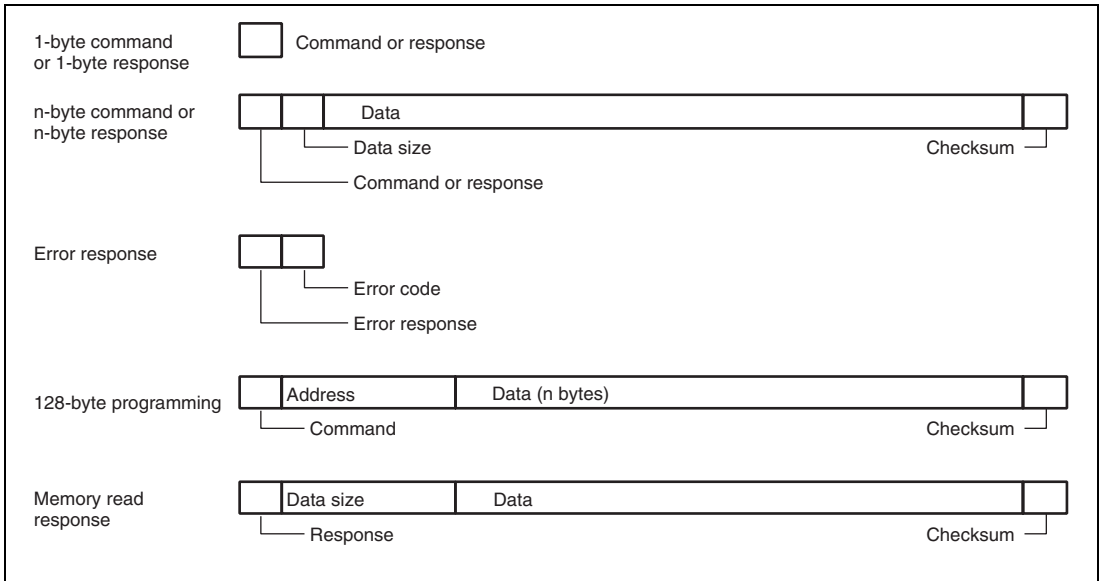 1-byte command
or 1-byte response
Command or response
n-byte command or
n-byte response
Data
Data size
Checksum
Command or response
Error response
Error code
Error response
128-byte programming
Address
Data (n bytes)
Command
Checksum
Memory read
response
Data size
Data
Response
Checksum